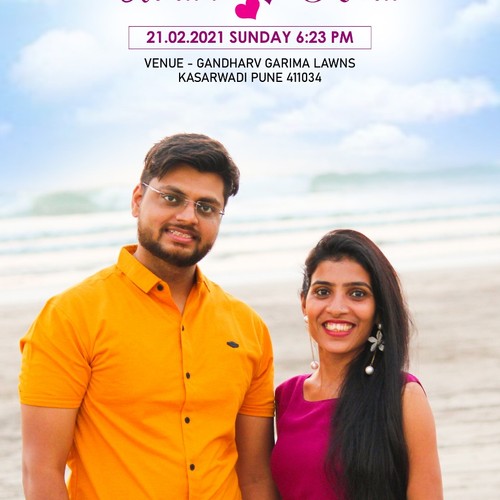 21.02.2021 SUNDAY 6:23 PM
VENUE - GANDHARV GARIMA LAWNS
KASARWADI PUNE 411034